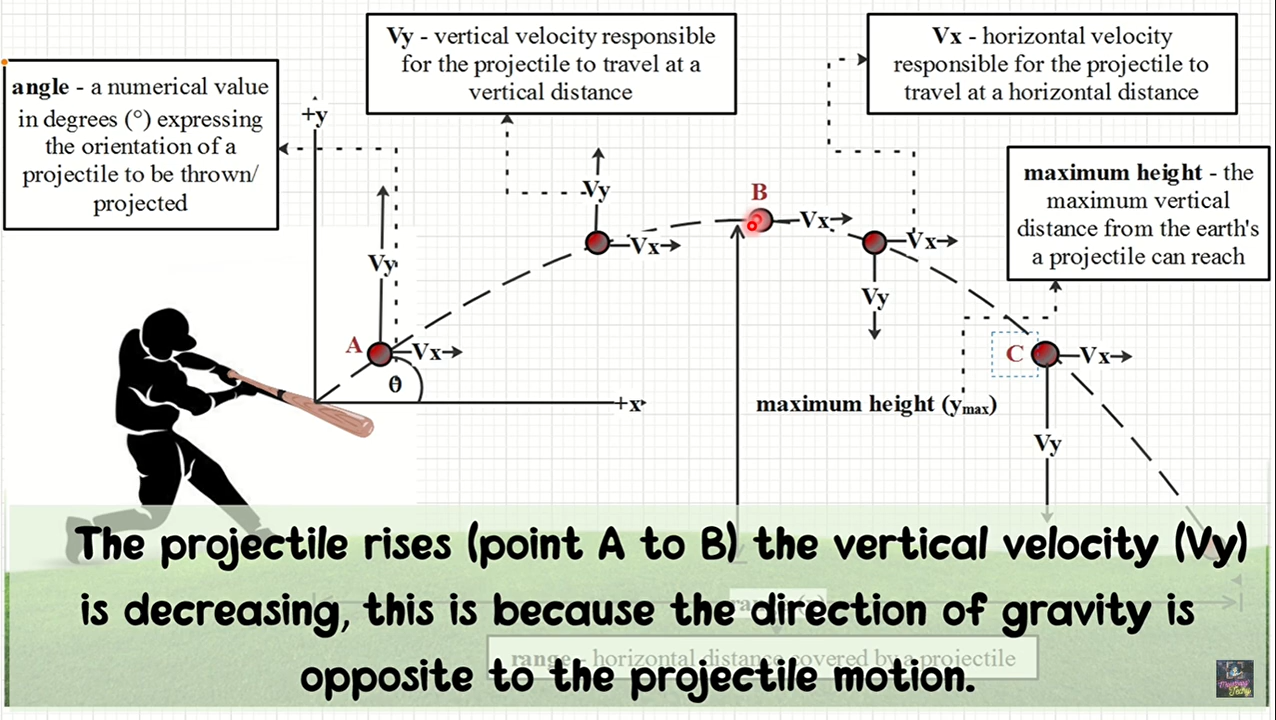 angle - a numerical value
in degrees (°) expressing
the orientation of a
projectile to be thrown/
projected
Vy - vertical velocity responsible
for the projectile to travel at a
vertical distance
Vx - horizontal velocity
responsible for the projectile to
travel at a horizontal distance
maximum height - the
maximum vertical
distance from the earth's
a projectile can reach
+y
Vy
B
Vx
Vx
Vx
Vy
Vy
A
Vx
θ
C
Vx
+x
maximum height (ymax)
Vy
The projectile rises (point A to B) the vertical velocity (Vy)
is decreasing, this is because the direction of gravity is
opposite to the projectile motion.
range - horizontal distance covered by a projectile